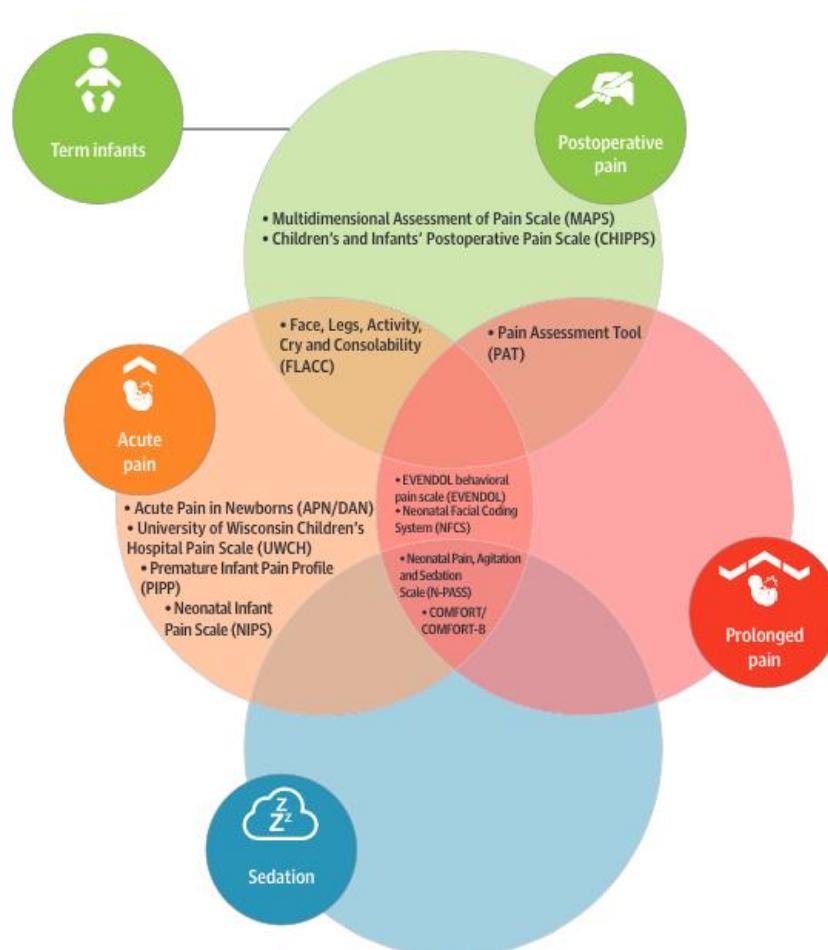 Term infants
Postoperative
pain
• Multidimensional Assessment of Pain Scale (MAPS)
• Children’s and Infants’ Postoperative Pain Scale (CHIPPS)
• Face, Legs, Activity,
Cry and Consolability
(FLACC)
• Pain Assessment Tool
(PAT)
Acute
pain
• Acute Pain in Newborns (APN/DAN)
• University of Wisconsin Children’s
Hospital Pain Scale (UWCH)
• Premature Infant Pain Profile
(PIPP)
• Neonatal Infant
Pain Scale (NIPS)
• EVENDOL behavioral
pain scale (EVENDOL)
• Neonatal Facial Coding
System (NFCS)
• Neonatal Pain, Agitation
and Sedation
Scale (N-PASS)
• COMFORT/
COMFORT-B
Prolonged
pain
Z
Z z
Sedation